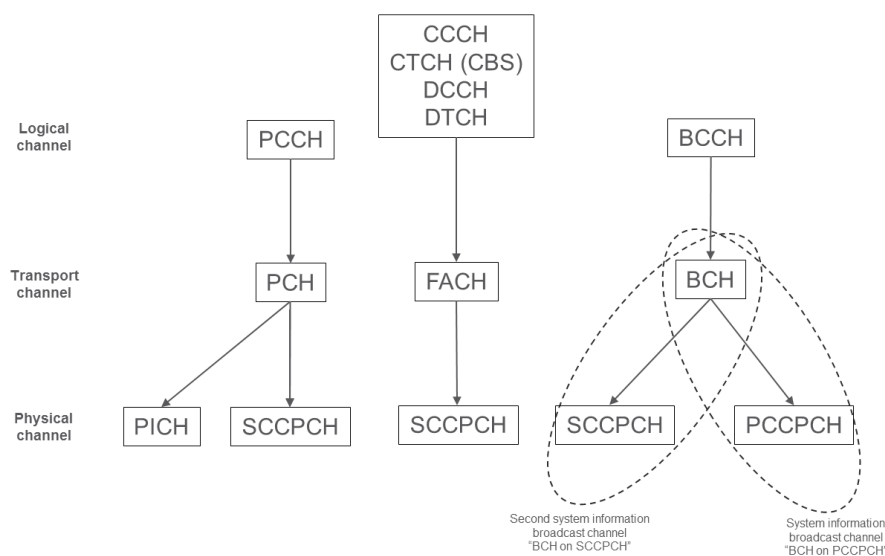 CCCH
CTCH (CBS)
DCCH
DTCH
Logical
channel
PCCH
BCCH
Transport
channel
PCH
FACH
BCH
Physical
channel
PICH
SCCPCH
SCCPCH
SCCPCH
PCCPCH
Second system information
broadcast channel
"BCH on SCCPCH"
System information
broadcast channel
"BCH on PCCPCH"